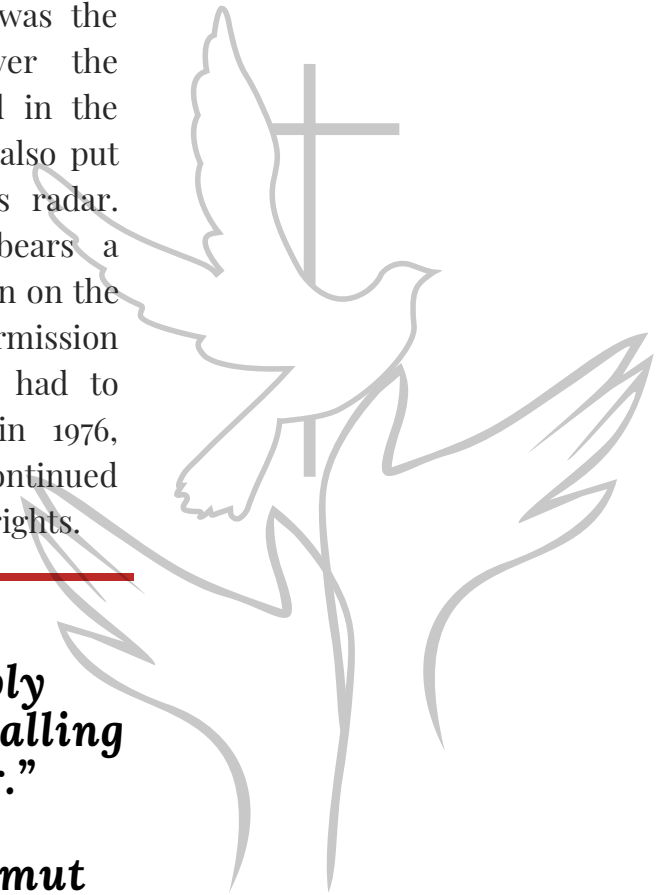 was the
ver the
d in the
also put
s radar.
bears a
n on the
rmission
had to
in 1976,
ontinued
rights.
ply
alling
r.”
mut